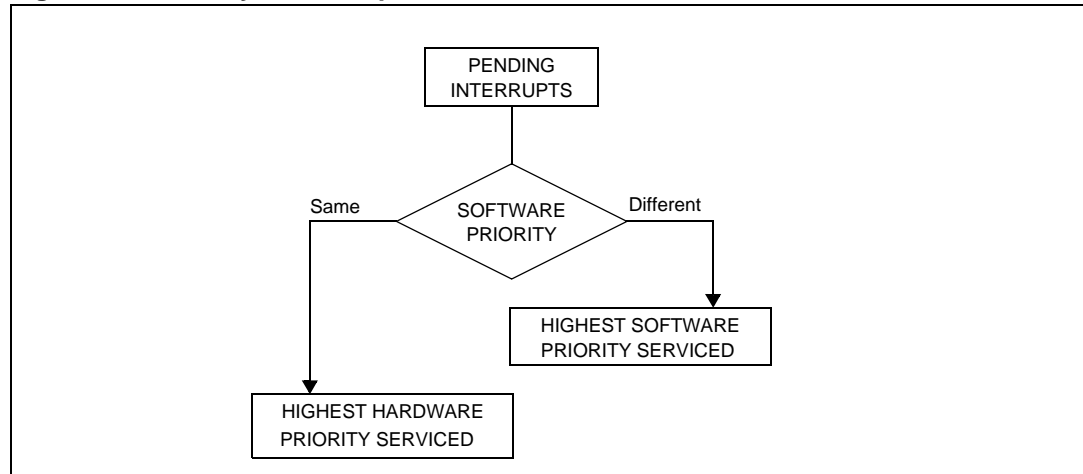 PENDING
INTERRUPTS
Same
SOFTWARE
PRIORITY
Different
HIGHEST SOFTWARE
PRIORITY SERVICED
HIGHEST HARDWARE
PRIORITY SERVICED